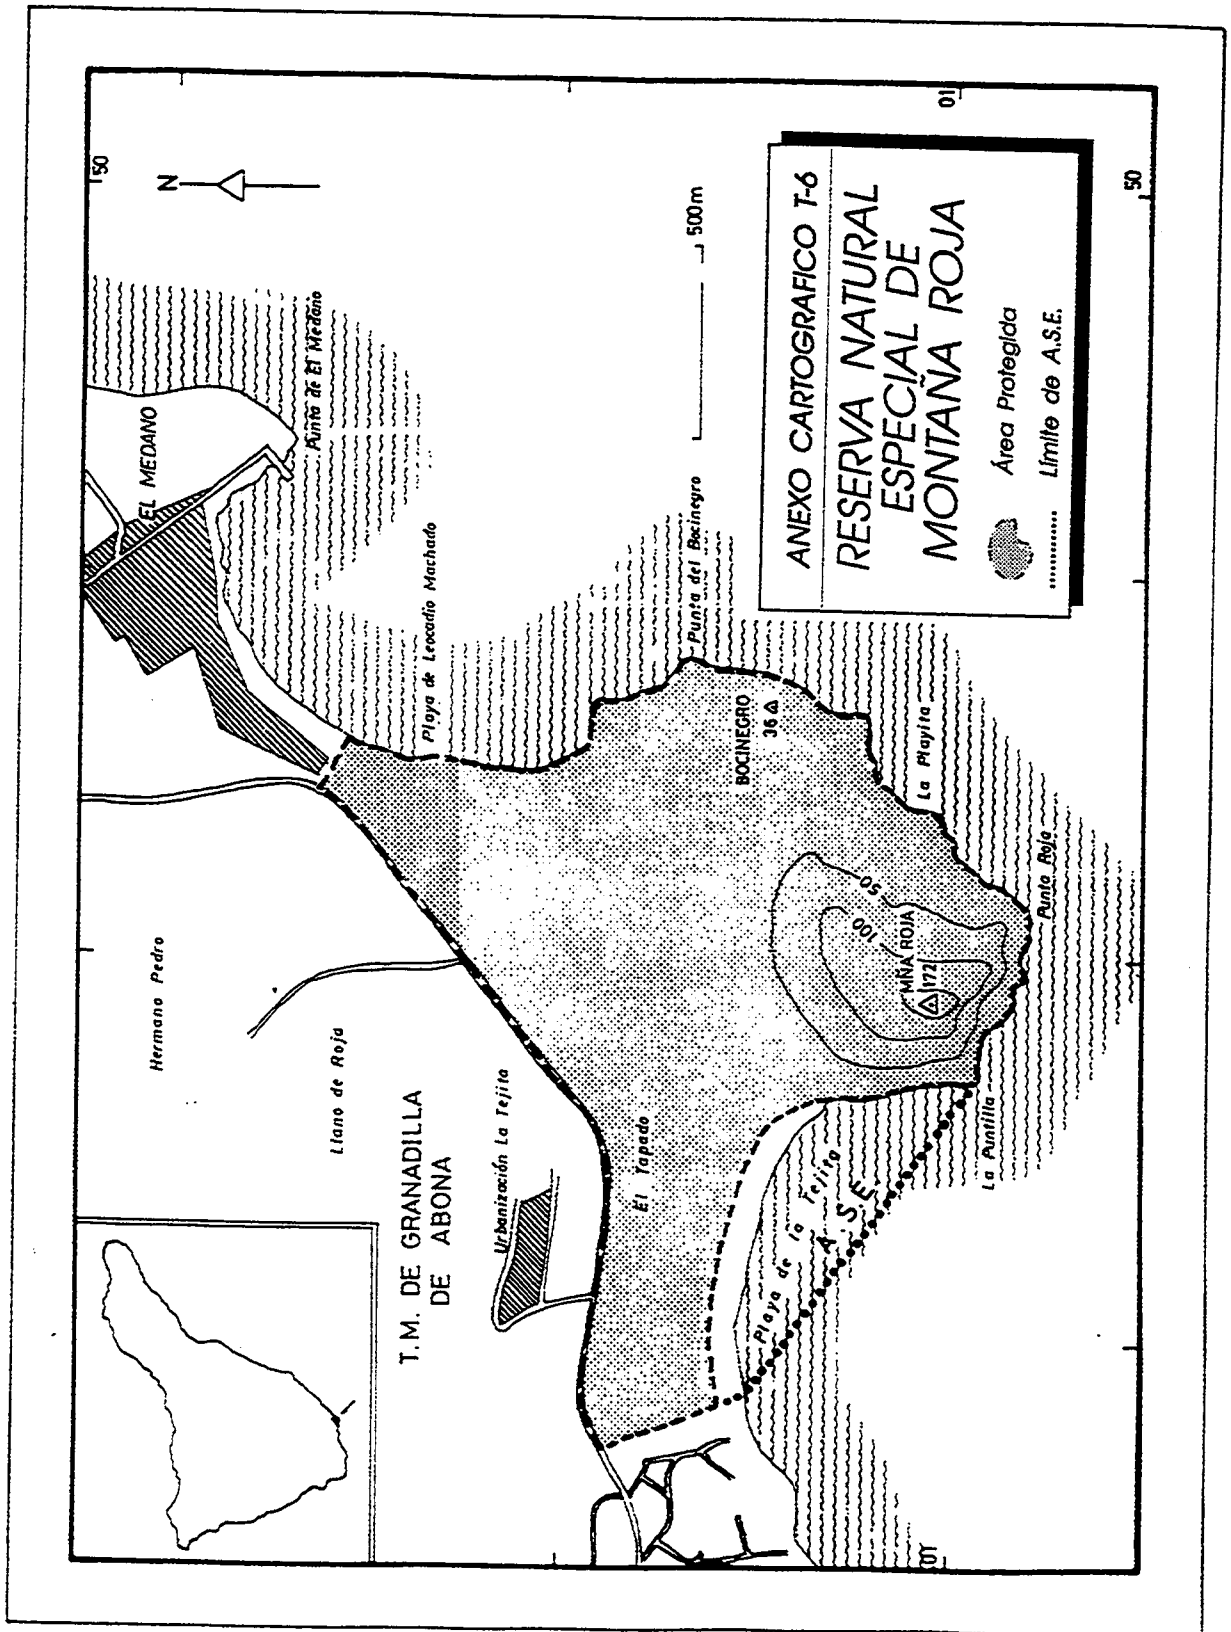 50
N
EL MEDANO
Punta de El Medano
Hermano Pedro
Llano de Roja
T.M. DE GRANADILLA
DE ABONA
Urbanización La Tejita
Playa de Leocadio Machado
El Tapado
500m
Punta del Bocinegro
BOCINEGRO
36
50
100
MÑA ROJA
172
La Playita
Punta Roja
La Puntilla
Playa de la Tejita
A.S.E.
01
01
50
ANEXO CARTOGRAFICO T-6
RESERVA NATURAL
ESPECIAL DE
MONTAÑA ROJA
Área Protegida
Límite de A.S.E.